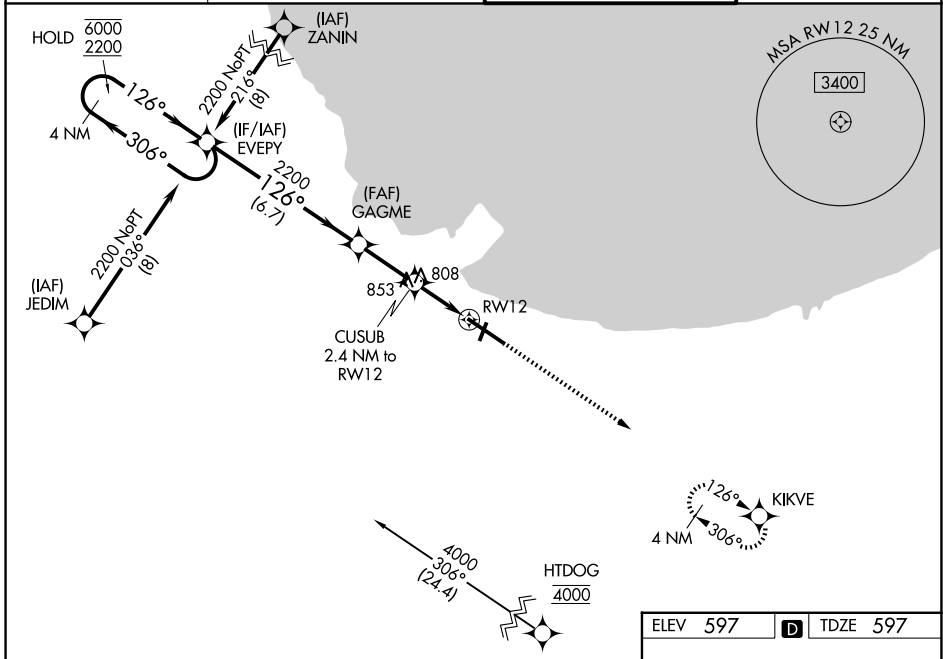 HOLD 6000
2200
(IAF)
ZANIN
MSA RW12 25 NM
3400
2200 NoPT
216°
(8)
126°
306°
4 NM
(IF/IAF)
EVEPY
2200
126°
(6.7)
(FAF)
GAGME
2200 NoPT
036°
(8)
(IAF)
JEDIM
853
808
RW12
CUSUB
2.4 NM to
RW12
126°
306°
4 NM
KIKVE
4000
306°
(24.4)
HTDOG
4000
ELEV 597 D TDZE 597